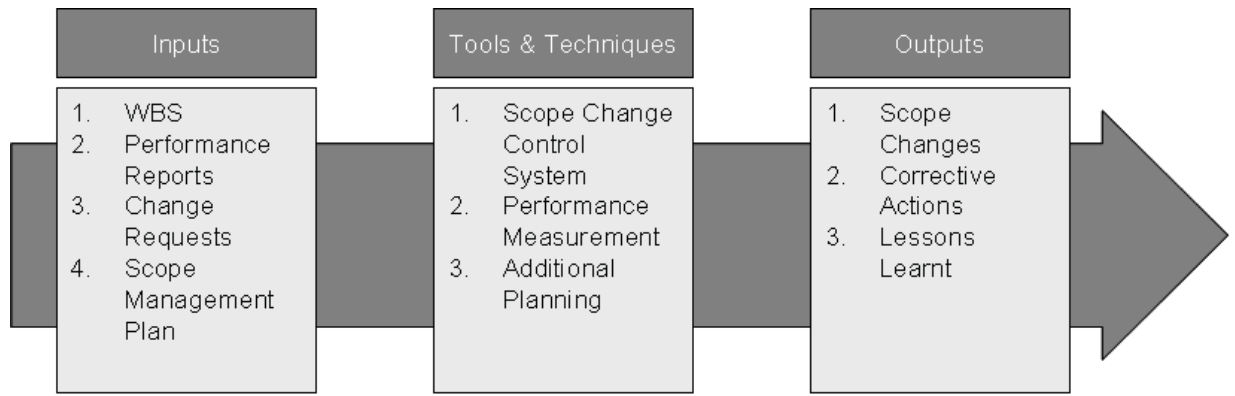 Inputs
1. WBS
2. Performance
Reports
3. Change
Requests
4. Scope
Management
Plan
Tools & Techniques
1. Scope Change
Control
System
2. Performance
Measurement
3. Additional
Planning
Outputs
1. Scope
Changes
2. Corrective
Actions
3. Lessons
Learnt